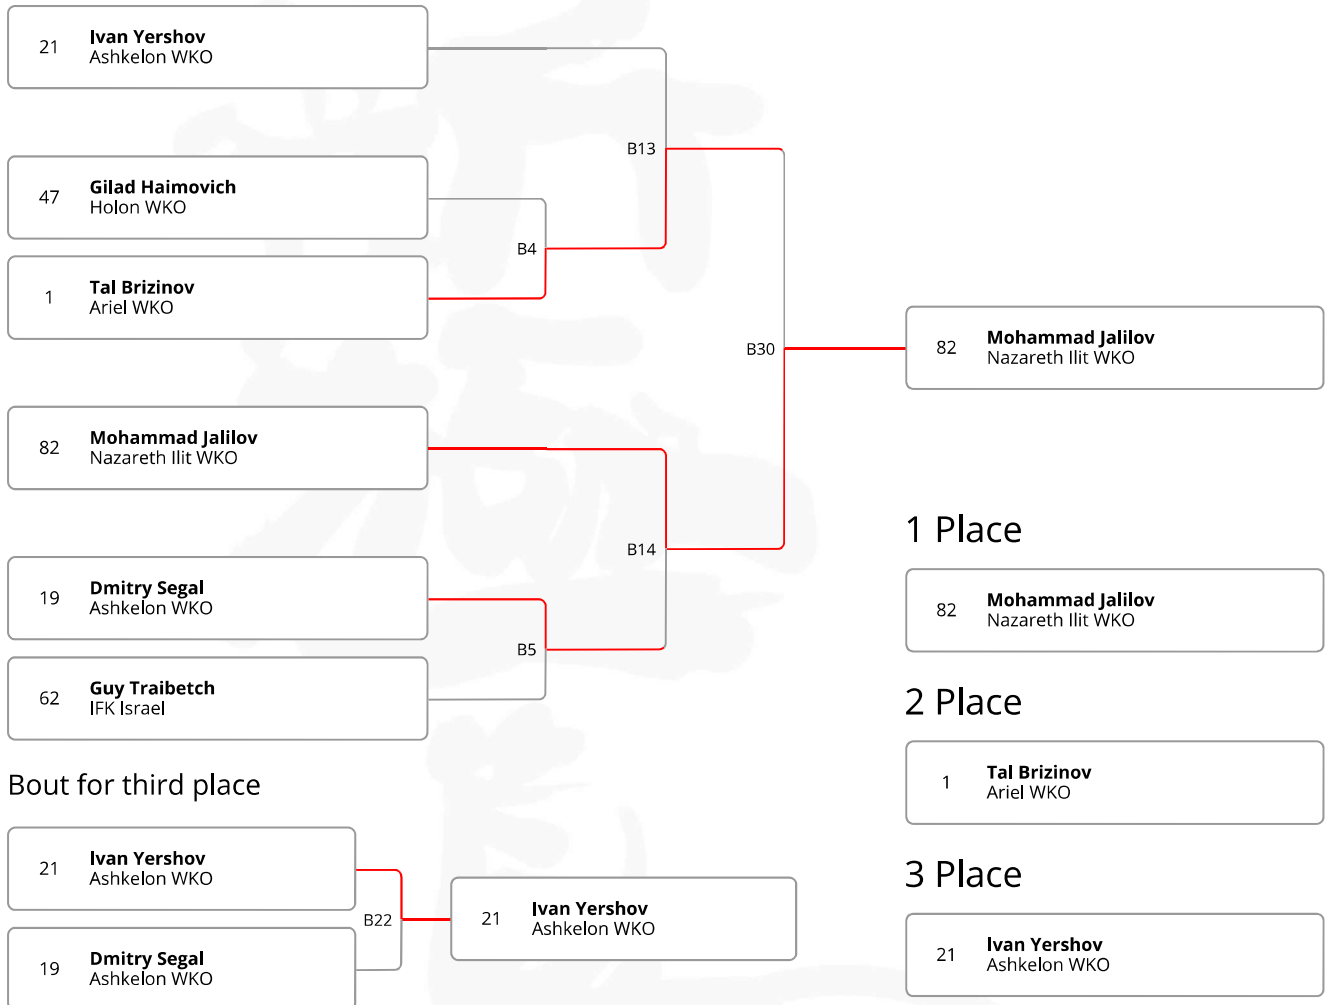 21
Ivan Yershov
Ashkelon WKO
47
Gilad Haimovich
Holon WKO
1
Tal Brizinov
Ariel WKO
82
Mohammad Jalilov
Nazareth Ilit WKO
19
Dmitry Segal
Ashkelon WKO
62
Guy Traibetch
IFK Israel
B13
B4
B30
B14
B5
82
Mohammad Jalilov
Nazareth Ilit WKO
Bout for third place
21
Ivan Yershov
Ashkelon WKO
19
Dmitry Segal
Ashkelon WKO
B22
21
Ivan Yershov
Ashkelon WKO
1 Place
82
Mohammad Jalilov
Nazareth Ilit WKO
2 Place
1
Tal Brizinov
Ariel WKO
3 Place
21
Ivan Yershov
Ashkelon WKO